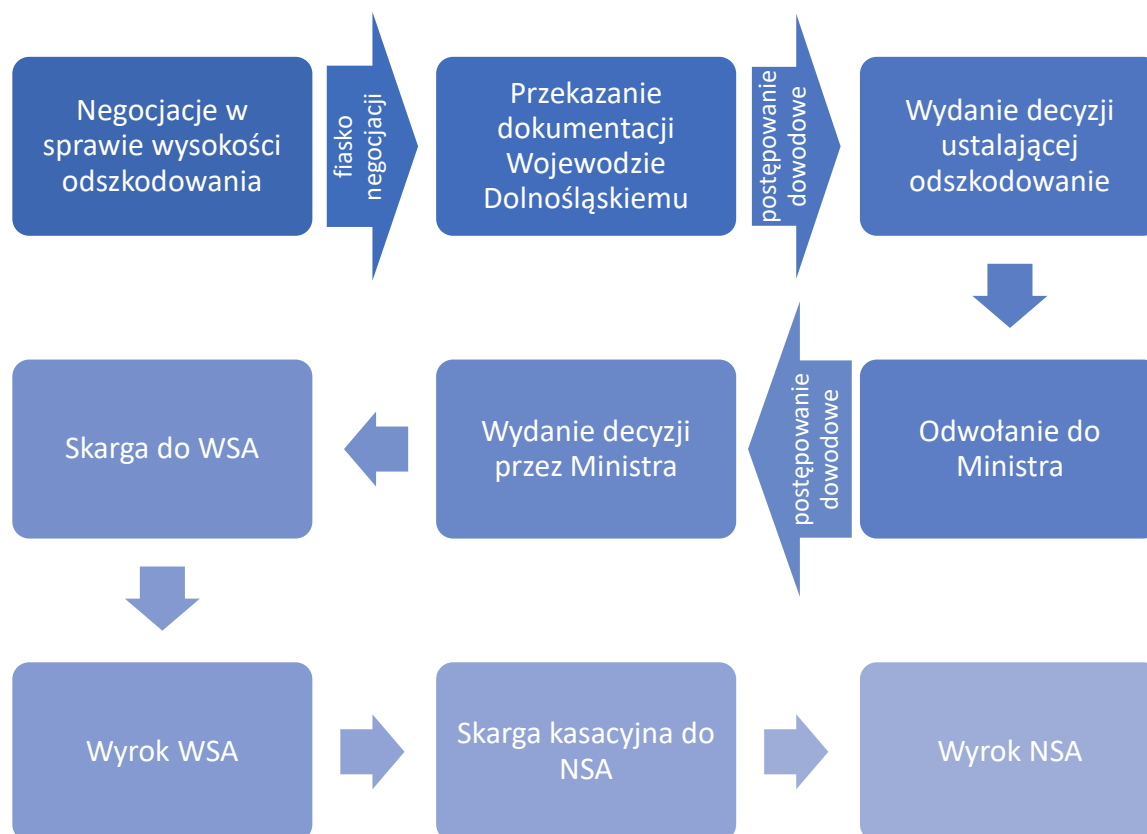 Negocjacje w
sprawie wysokości
odszkodowania
fiasko
negocjacji
Przekazanie
dokumentacji
Wojewodzie
Dolnośląskiemu
postępowanie
dowodowe
Wydanie decyzji
ustalającej
odszkodowanie
Odwołanie do
Ministra
postępowanie
dowodowe
Wydanie decyzji
przez Ministra
Skarga do WSA
Wyrok WSA
Skarga kasacyjna do
NSA
Wyrok NSA